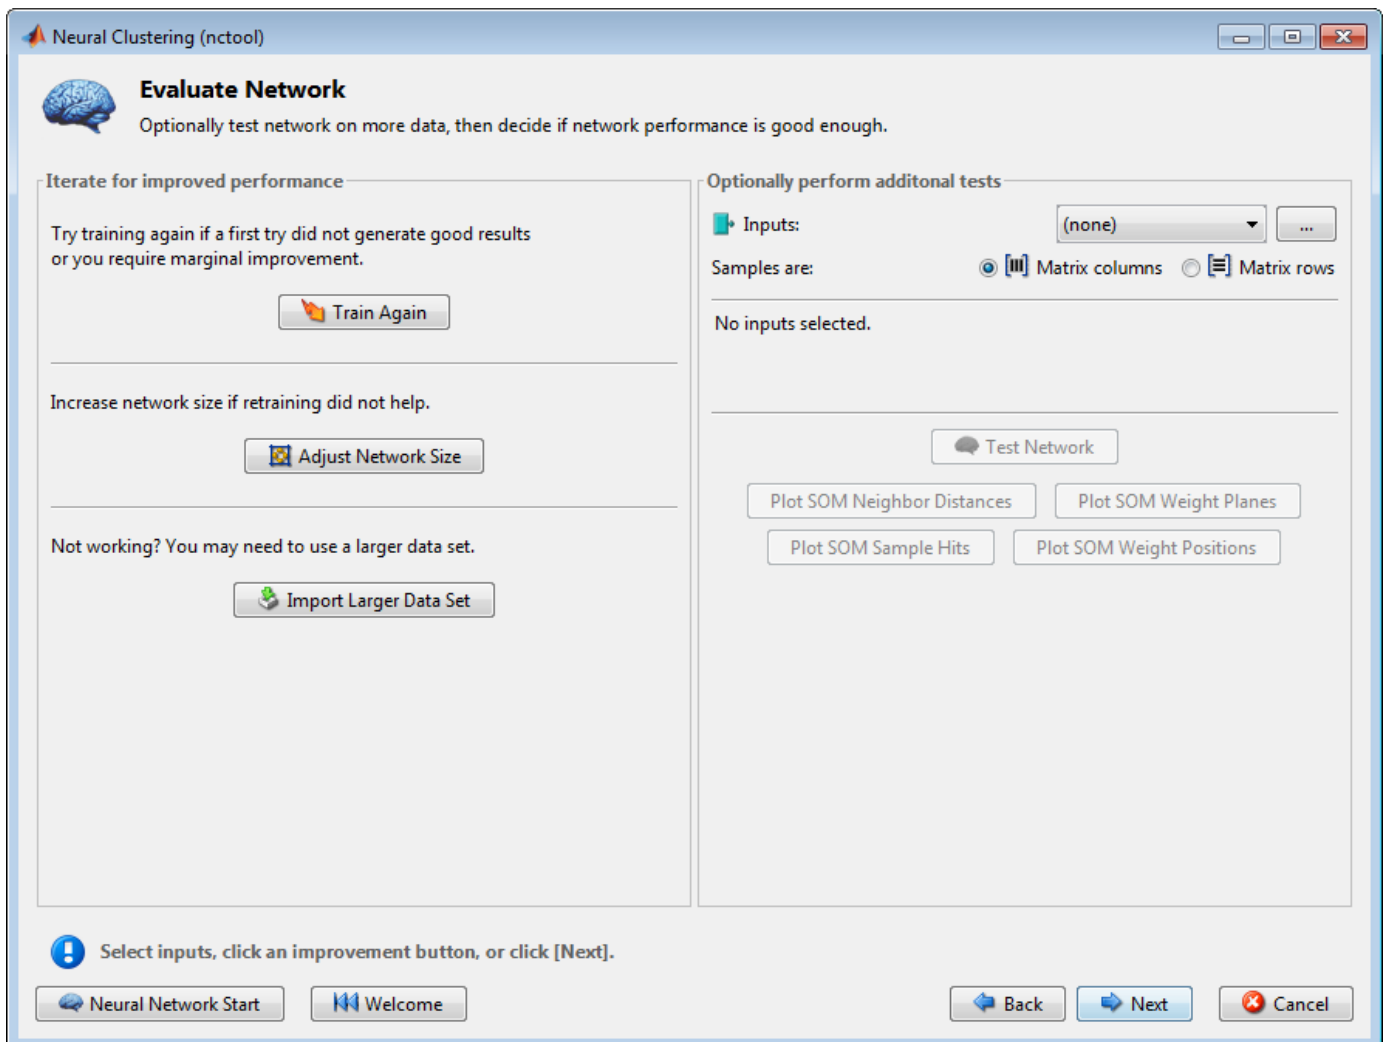 Neural Clustering (nctool)
Evaluate Network
Optionally test network on more data, then decide if network performance is good enough.
Iterate for improved performance
Try training again if a first try did not generate good results
or you require marginal improvement.
Train Again
Increase network size if retraining did not help.
Adjust Network Size
Not working? You may need to use a larger data set.
Import Larger Data Set
Optionally perform additonal tests
Inputs: (none) ...
Samples are: Matrix columns Matrix rows
No inputs selected.
Test Network
Plot SOM Neighbor Distances Plot SOM Weight Planes
Plot SOM Sample Hits Plot SOM Weight Positions
Select inputs, click an improvement button, or click [Next].
Neural Network Start Welcome Back Next Cancel